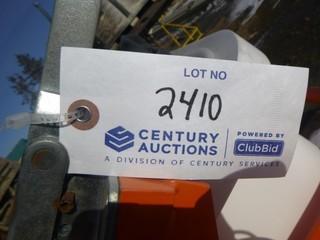 LOT NO
2410
CENTURY AUCTIONS
POWERED BY
ClubBid
A DIVISION OF CENTURY SERVICES